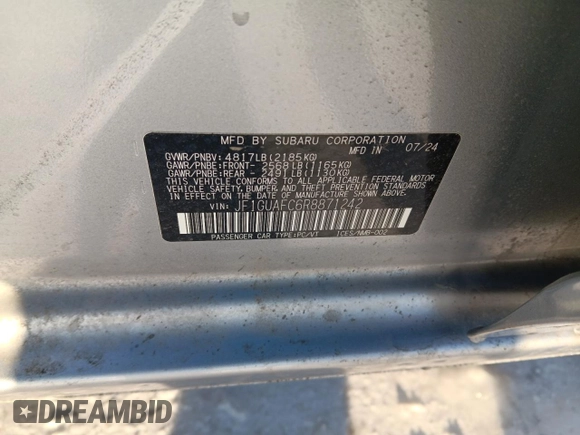 MFD BY SUBARU CORPORATION
GVWR/PNBV: 4817LB(2185KG) MFD IN 07/24
GAWR/PNBE:FRONT- 2568LB(1165KG)
GAWR/PNBE:REAR - 2491LB(1130KG)
THIS VEHICLE CONFORMS TO ALL APPLICABLE FEDERAL MOTOR
VEHICLE SAFETY, BUMPER, AND THEFT PREVENTION STANDARDS
IN EFFECT ON THE DATE OF MANUFACTURE SHOWN ABOVE.
VIN: JF1GUAFC6R8871242
PASSENGER CAR TYPE:PC/VT ICES/NMB-002
DREAMBID